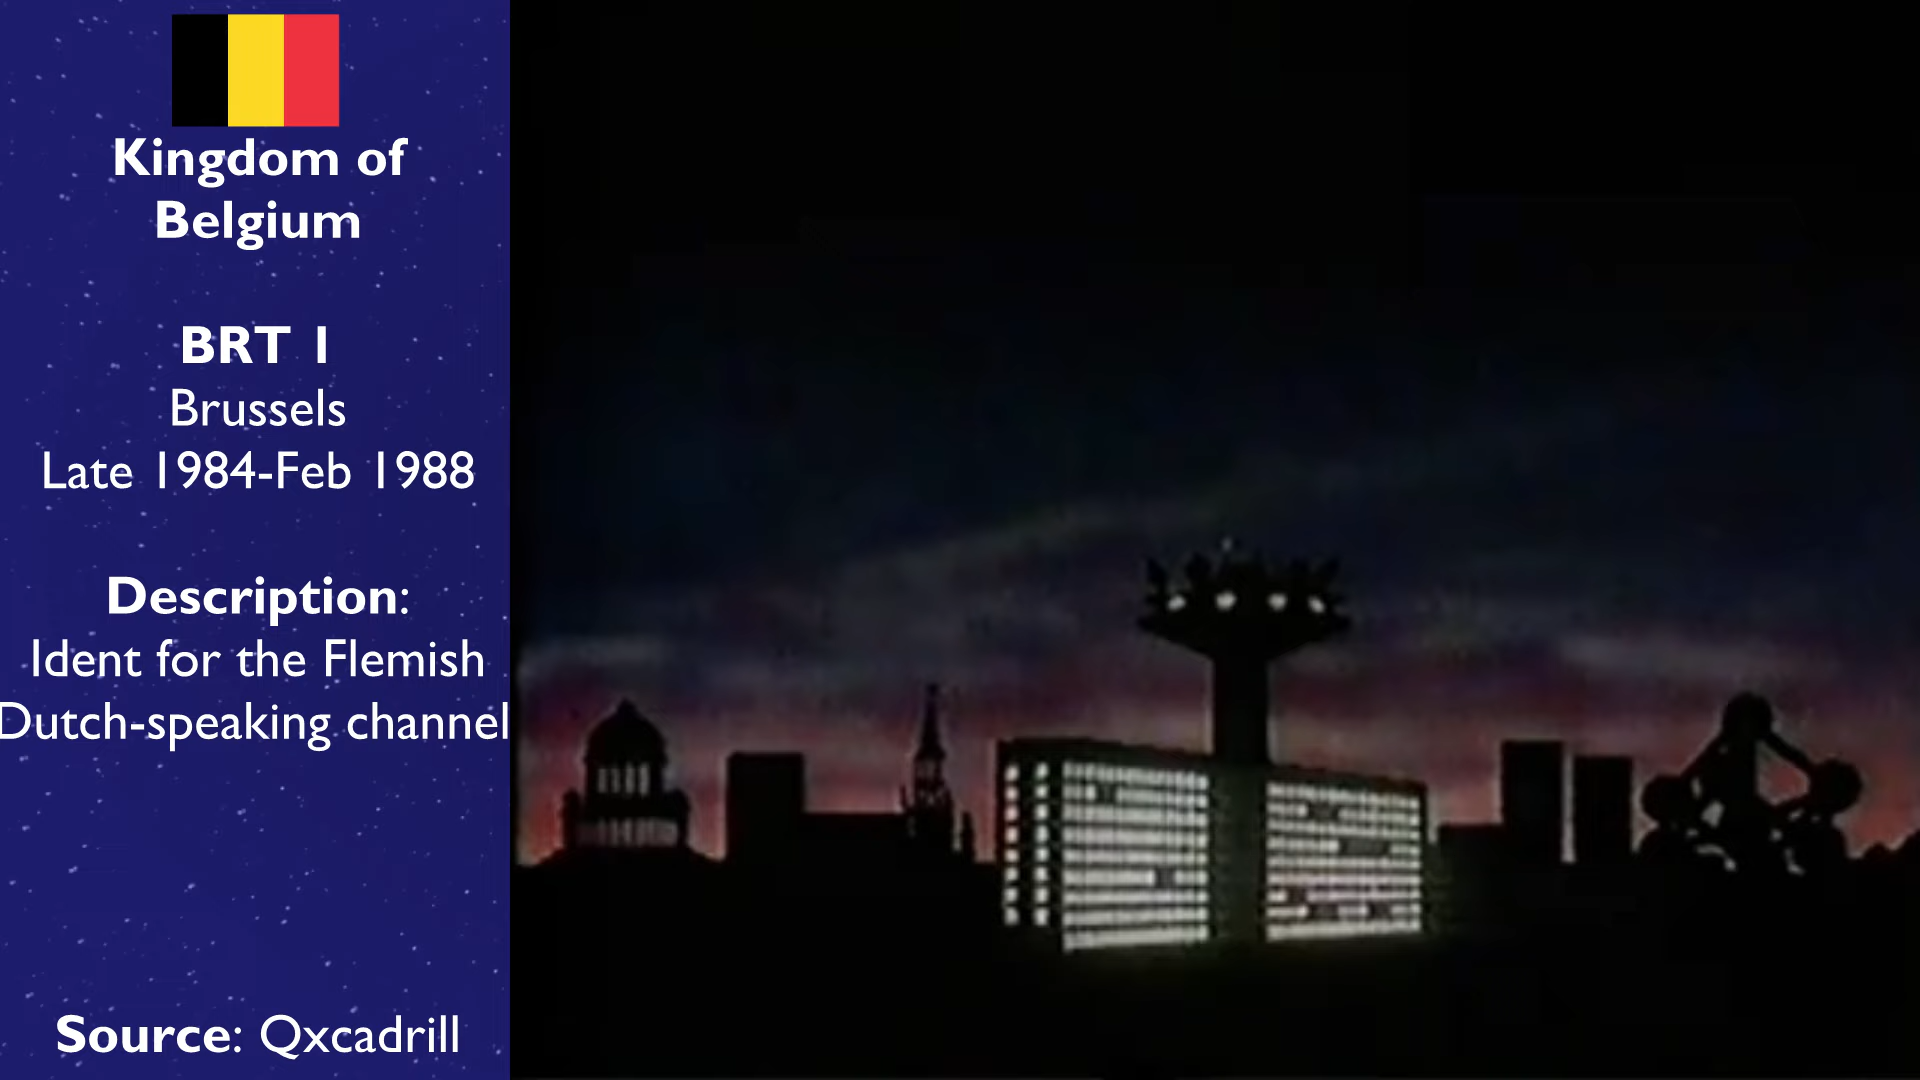 Kingdom of
Belgium
BRT 1
Brussels
Late 1984-Feb 1988
Description:
Ident for the Flemish
Dutch-speaking channel
Source: Qxcadrill